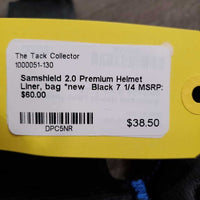 The Tack Collector
1000051-130
Samshield 2.0 Premium Helmet
Liner, bag *new  Black 7 1/4 MSRP:
$60.00
DPC5NR
$38.50